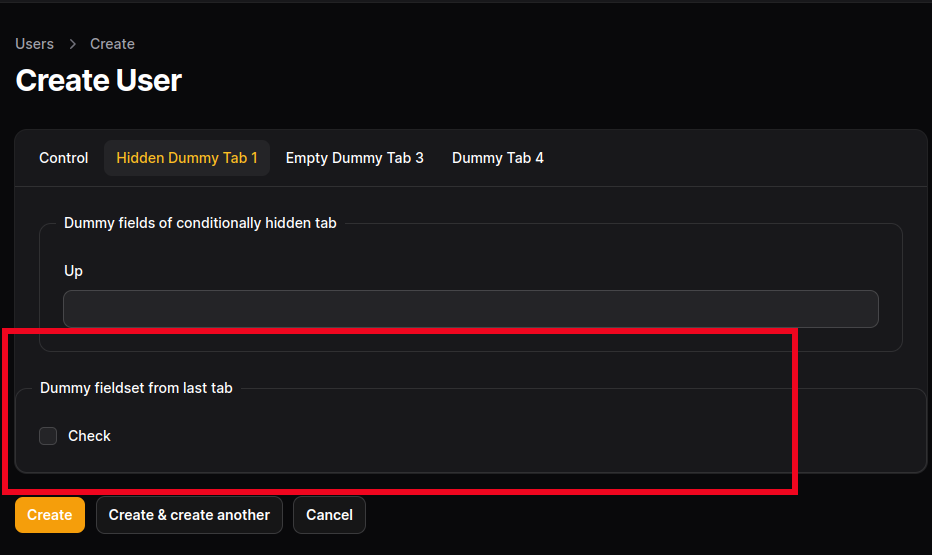 Users > Create
Create User
Control Hidden Dummy Tab 1 Empty Dummy Tab 3 Dummy Tab 4
Dummy fields of conditionally hidden tab
Up
Dummy fieldset from last tab
Check
Create Create & create another Cancel